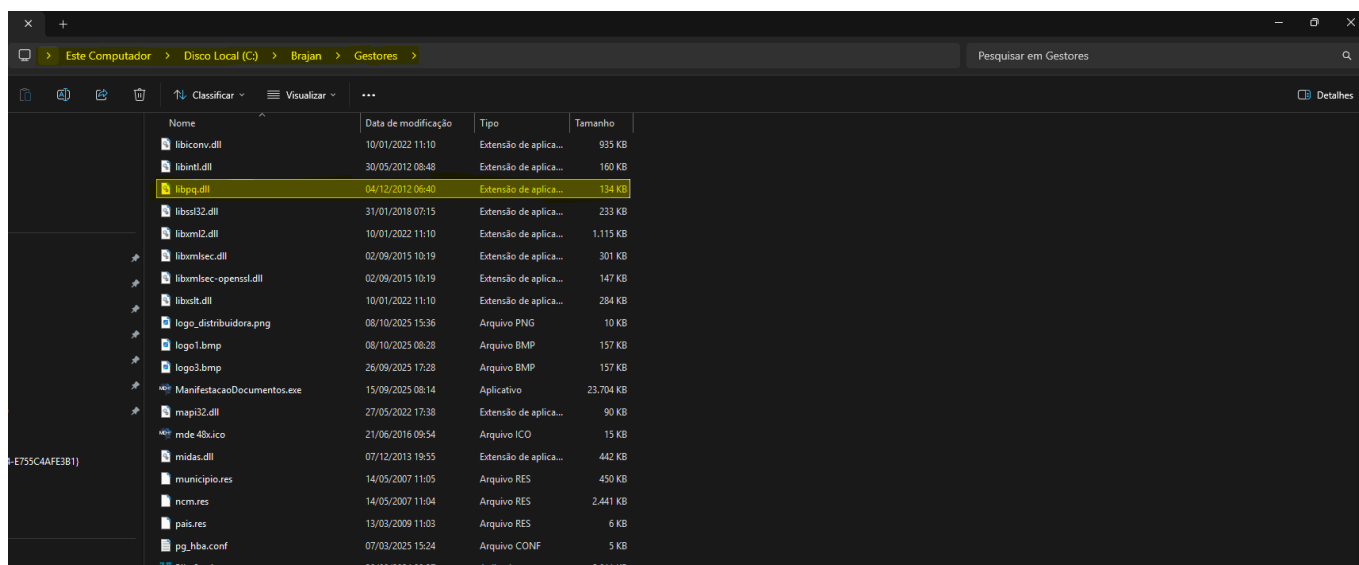 Este Computador > Disco Local (C:) > Brajan > Gestores >
Pesquisar em Gestores
Classificar
Visualizar
Detalhes
Nome Data de modificação Tipo Tamanho
libiconv.dll 10/01/2022 11:10 Extensão de aplica... 935 KB
libintl.dll 30/05/2012 08:48 Extensão de aplica... 160 KB
libpq.dll 04/12/2012 06:40 Extensão de aplica... 134 KB
libssl32.dll 31/01/2018 07:15 Extensão de aplica... 233 KB
libxml2.dll 10/01/2022 11:10 Extensão de aplica... 1.115 KB
libxmlsec.dll 02/09/2015 10:19 Extensão de aplica... 301 KB
libxmlsec-openssl.dll 02/09/2015 10:19 Extensão de aplica... 147 KB
libxslt.dll 10/01/2022 11:10 Extensão de aplica... 284 KB
logo_distribuidora.png 08/10/2025 15:36 Arquivo PNG 10 KB
logo1.bmp 08/10/2025 08:28 Arquivo BMP 157 KB
logo3.bmp 26/09/2025 17:28 Arquivo BMP 157 KB
ManifestacaoDocumentos.exe 15/09/2025 08:14 Aplicativo 23.704 KB
mapi32.dll 27/05/2022 17:38 Extensão de aplica... 90 KB
mde 48x.ico 21/06/2016 09:54 Arquivo ICO 15 KB
4-E755C4AFE3B1}
midas.dll 07/12/2013 19:55 Extensão de aplica... 442 KB
municipio.res 14/05/2007 11:05 Arquivo RES 450 KB
ncm.res 14/05/2007 11:04 Arquivo RES 2.441 KB
pais.res 13/03/2009 11:03 Arquivo RES 6 KB
pg_hba.conf 07/03/2025 15:24 Arquivo CONF 5 KB